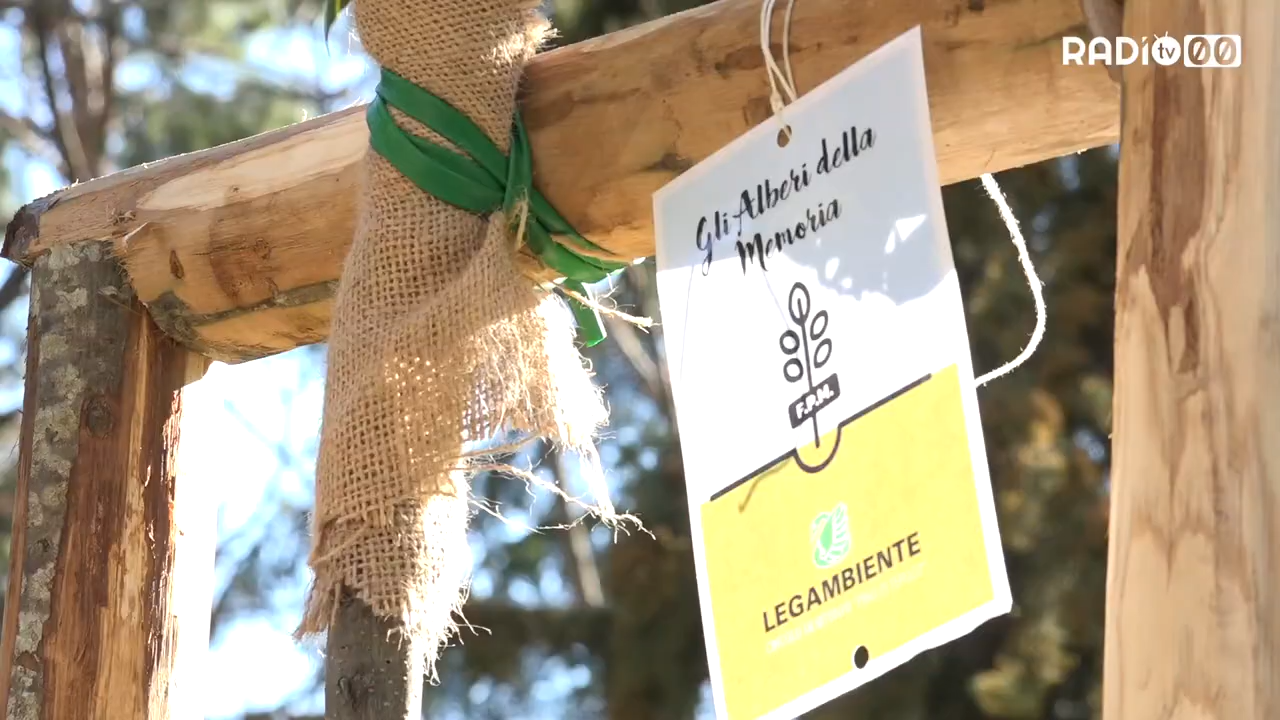 RADIO tv 00
Gli Alberi della
Memoria
F.P.M.
LEGAMBIENTE